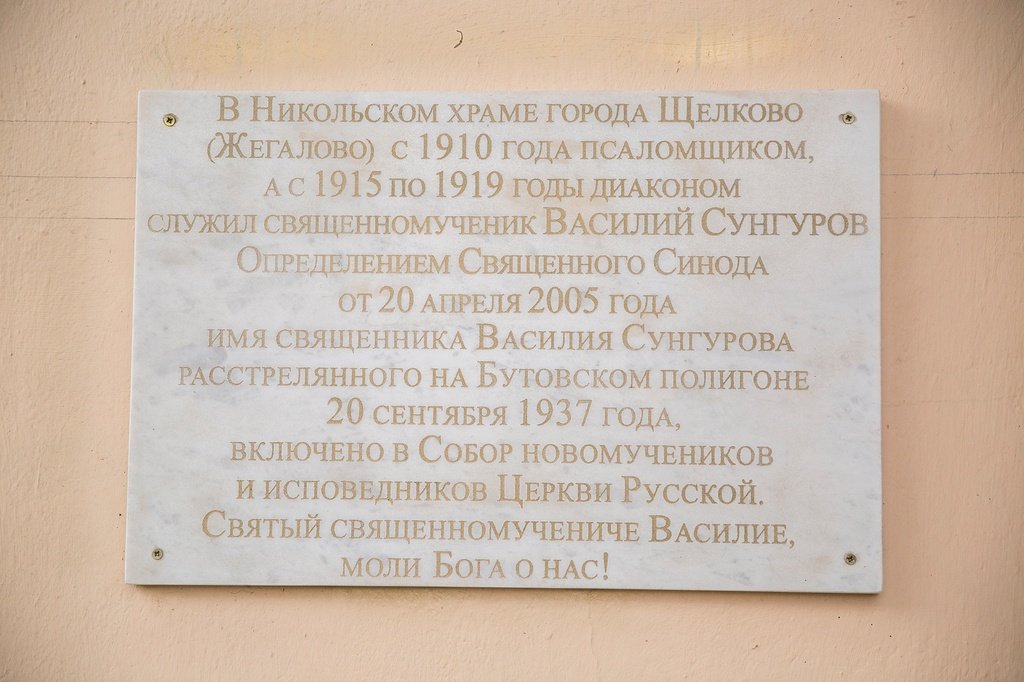 В Никольском храме города Щелково
(Жегалово) с 1910 года псаломщиком,
а с 1915 по 1919 годы диаконом
служил священномученик Василий Сунгуров
Определением Священного Синода
от 20 апреля 2005 года
имя священника Василия Сунгурова
расстрелянного на Бутовском полигоне
20 сентября 1937 года,
включено в Собор новомучеников
и исповедников Церкви Русской.
Святый священномучениче Василие,
моли Бога о нас!